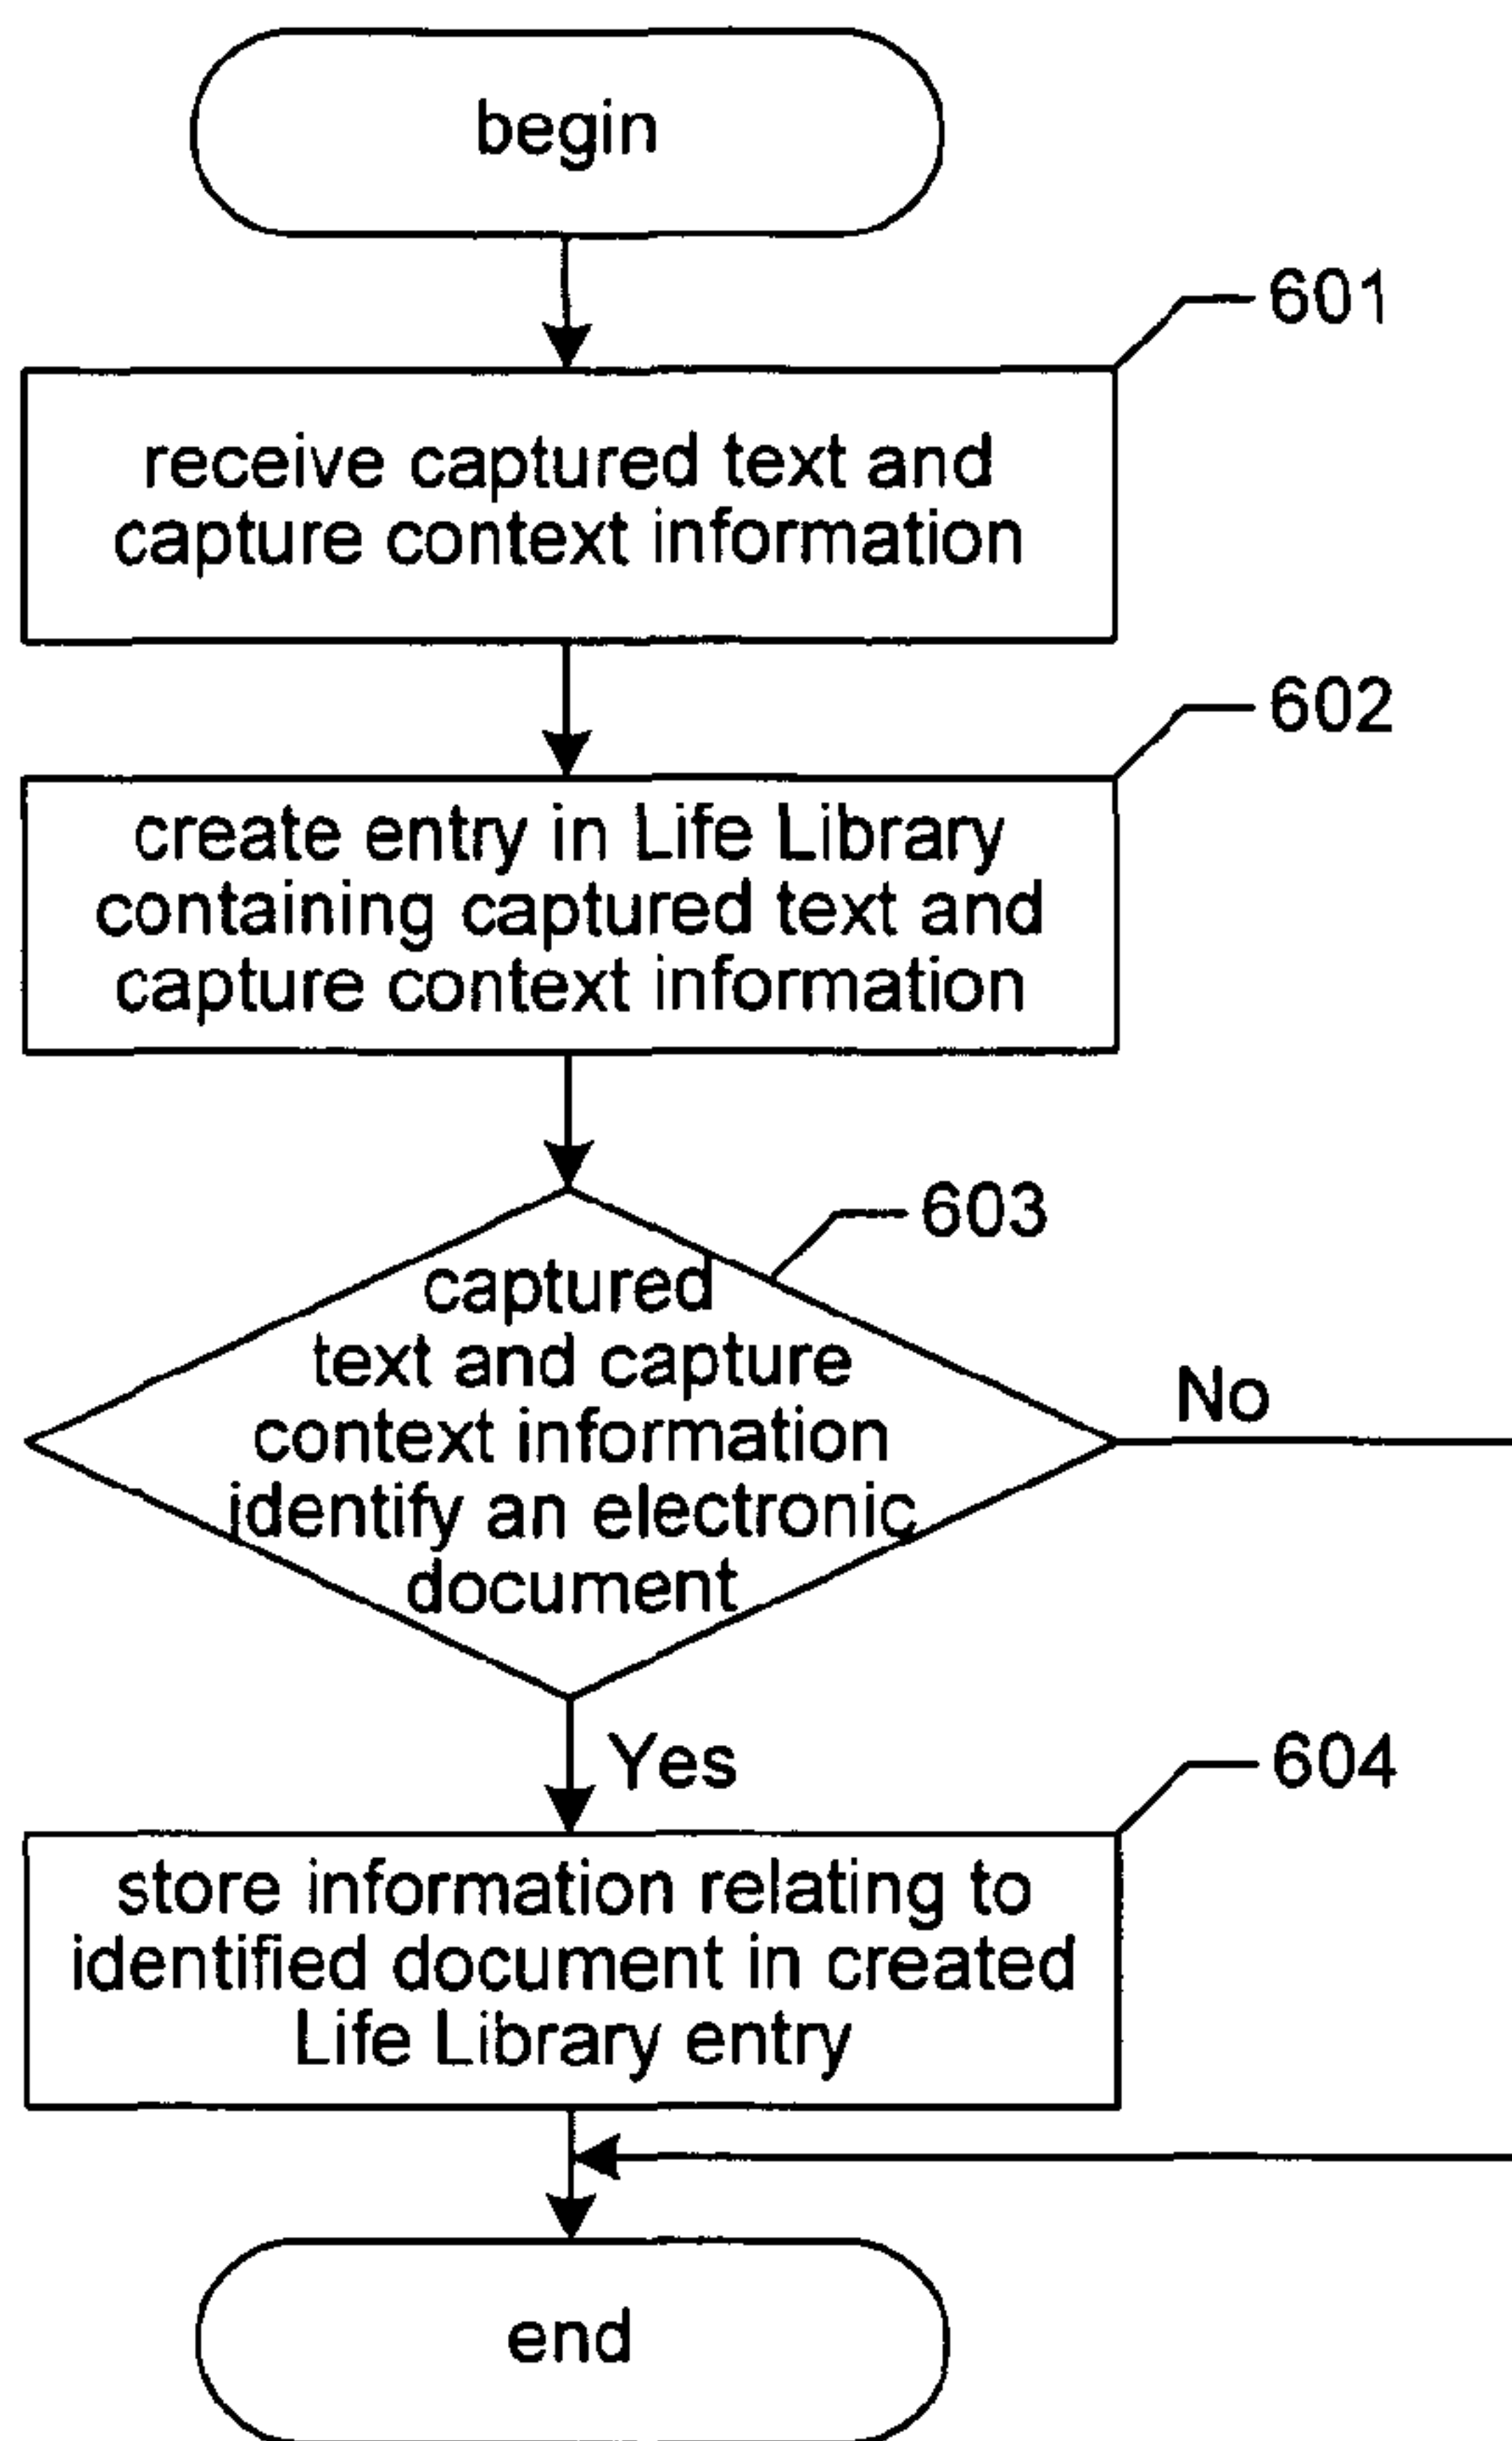 begin
601
receive captured text and
capture context information
602
create entry in Life Library
containing captured text and
capture context information
603
captured
text and capture
context information
identify an electronic
document
No
Yes
604
store information relating to
identified document in created
Life Library entry
end